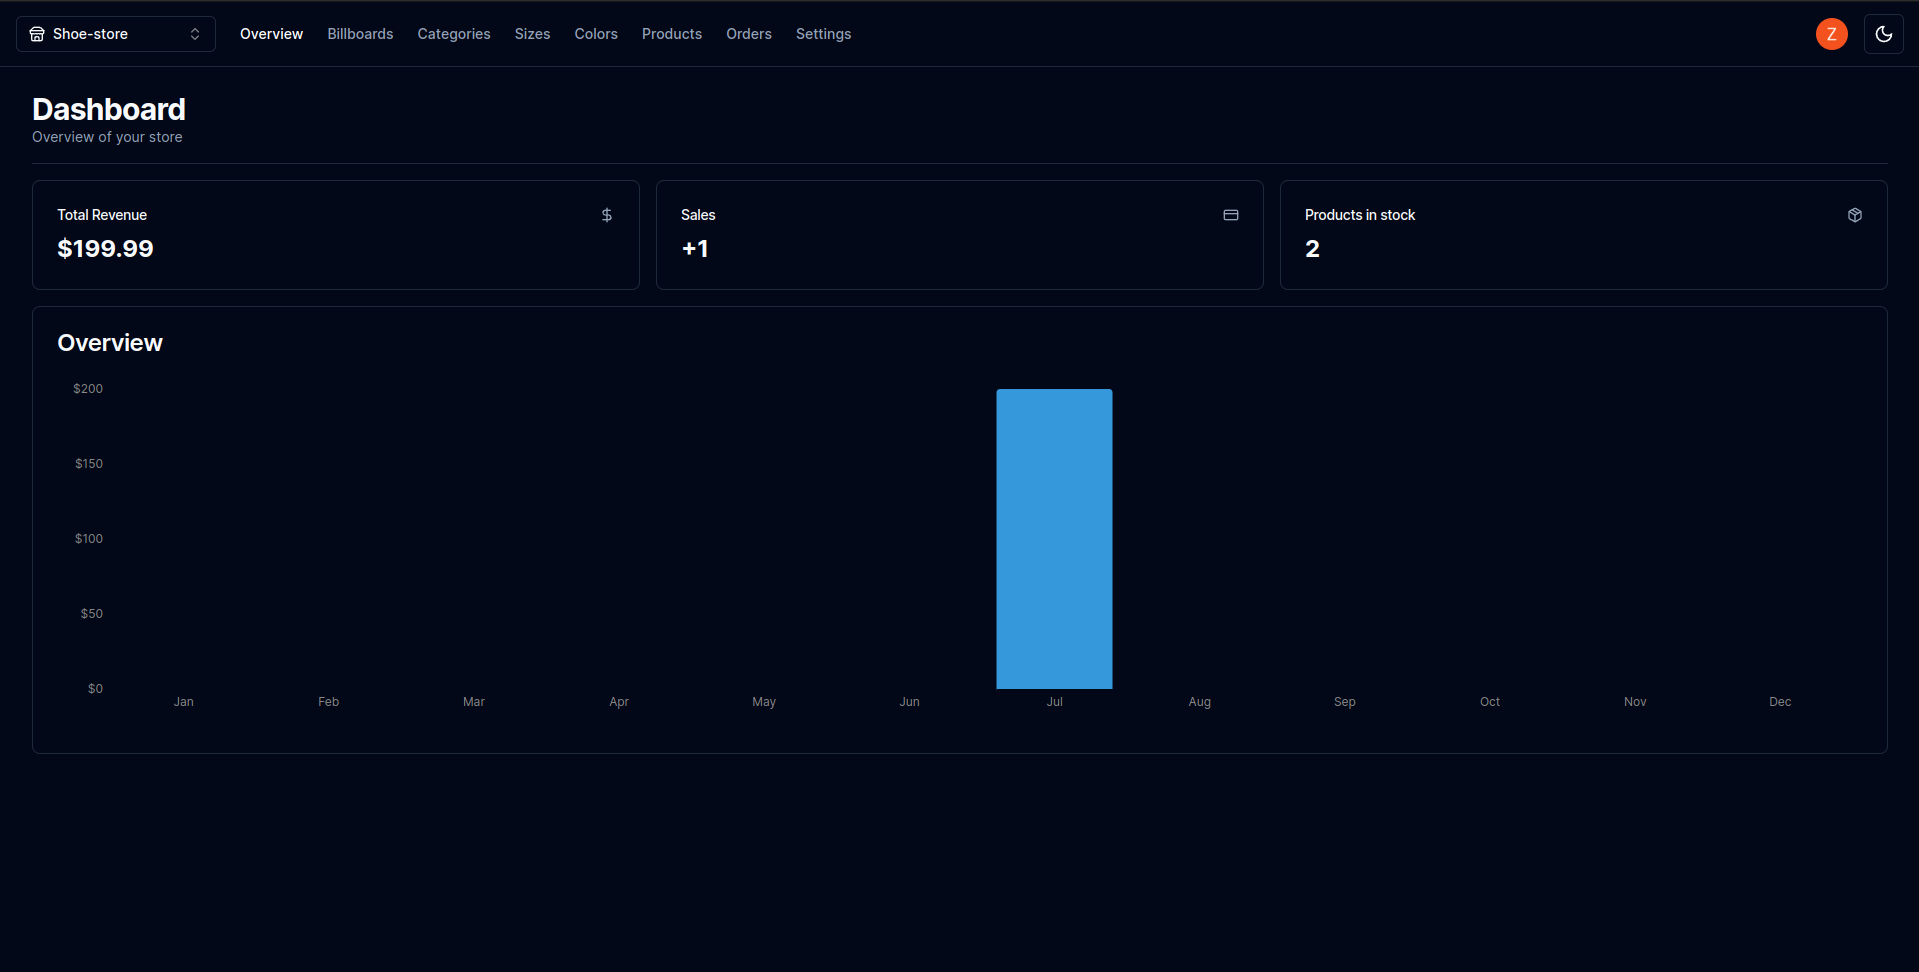 Shoe-store Overview Billboards Categories Sizes Colors Products Orders Settings Z
Dashboard
Overview of your store
Total Revenue
$199.99
Sales
+1
Products in stock
2
Overview
$200
$150
$100
$50
$0
Jan Feb Mar Apr May Jun Jul Aug Sep Oct Nov Dec